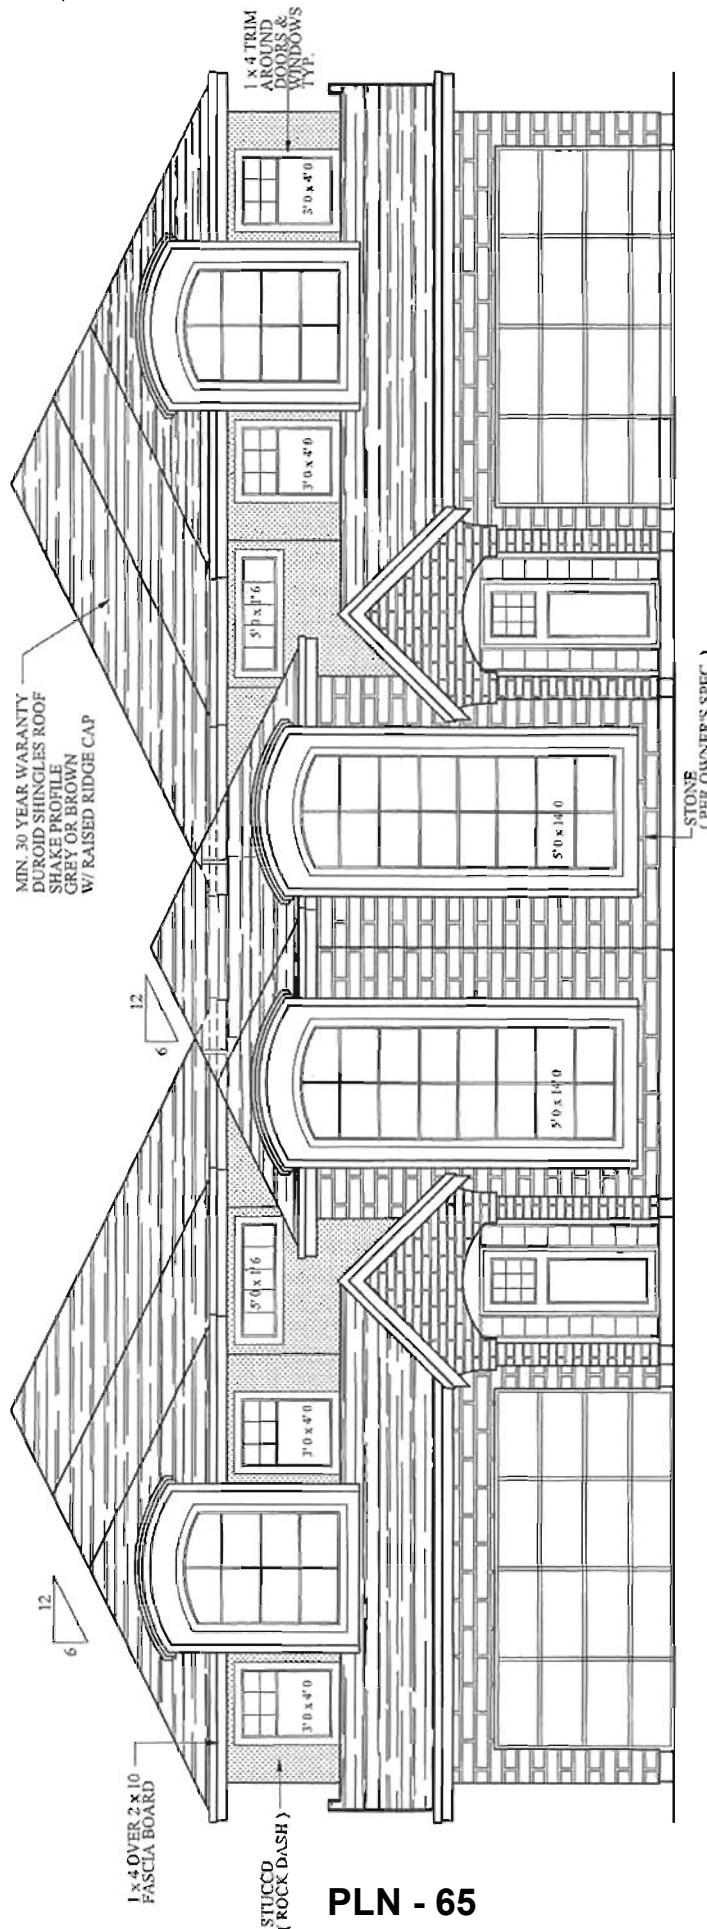 1 x 4 OVER 2 x 10
FASCIA BOARD
STUCCO
( ROCK DASH )
12
6
3'0 x 4'0
3'0 x 4'0
5'0 x 1'6
12
6
5'0 x 14'0
5'0 x 14'0
MIN. 30 YEAR WARANTY
DUROID SHINGLES ROOF
SHAKE PROFILE
GREY OR BROWN
W/ RAISED RIDGE CAP
5'0 x 1'6
3'0 x 4'0
3'0 x 4'0
1 x 4 TRIM
AROUND
DOORS &
WINDOWS
TYP.
STONE
( PER OWNER'S SPEC. )
PLN - 65